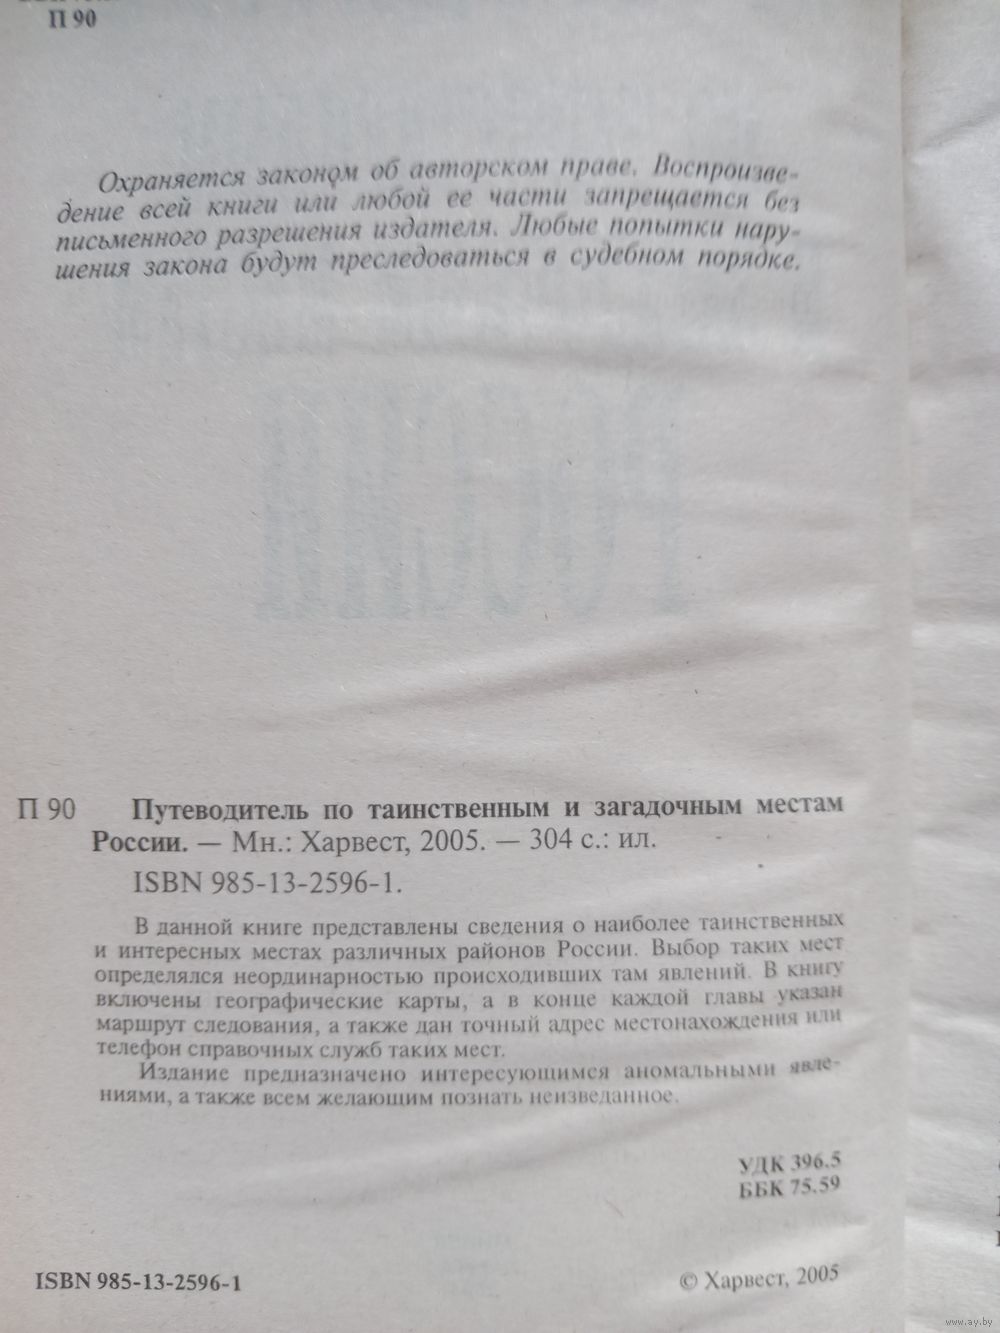 П 90
Охраняется законом об авторском праве. Воспроизве-
дение всей книги или любой ее части запрещается без
письменного разрешения издателя. Любые попытки нару-
шения закона будут преследоваться в судебном порядке.
П 90 Путеводитель по таинственным и загадочным местам
России. — Мн.: Харвест, 2005. — 304 с.: ил.
ISBN 985-13-2596-1.
В данной книге представлены сведения о наиболее таинственных
и интересных местах различных районов России. Выбор таких мест
определялся неординарностью происходивших там явлений. В книгу
включены географические карты, а в конце каждой главы указан
маршрут следования, а также дан точный адрес местонахождения или
телефон справочных служб таких мест.
Издание предназначено интересующимся аномальными явле-
ниями, а также всем желающим познать неизведанное.
УДК 396.5
ББК 75.59
ISBN 985-13-2596-1
© Харвест, 2005
www.ay.by